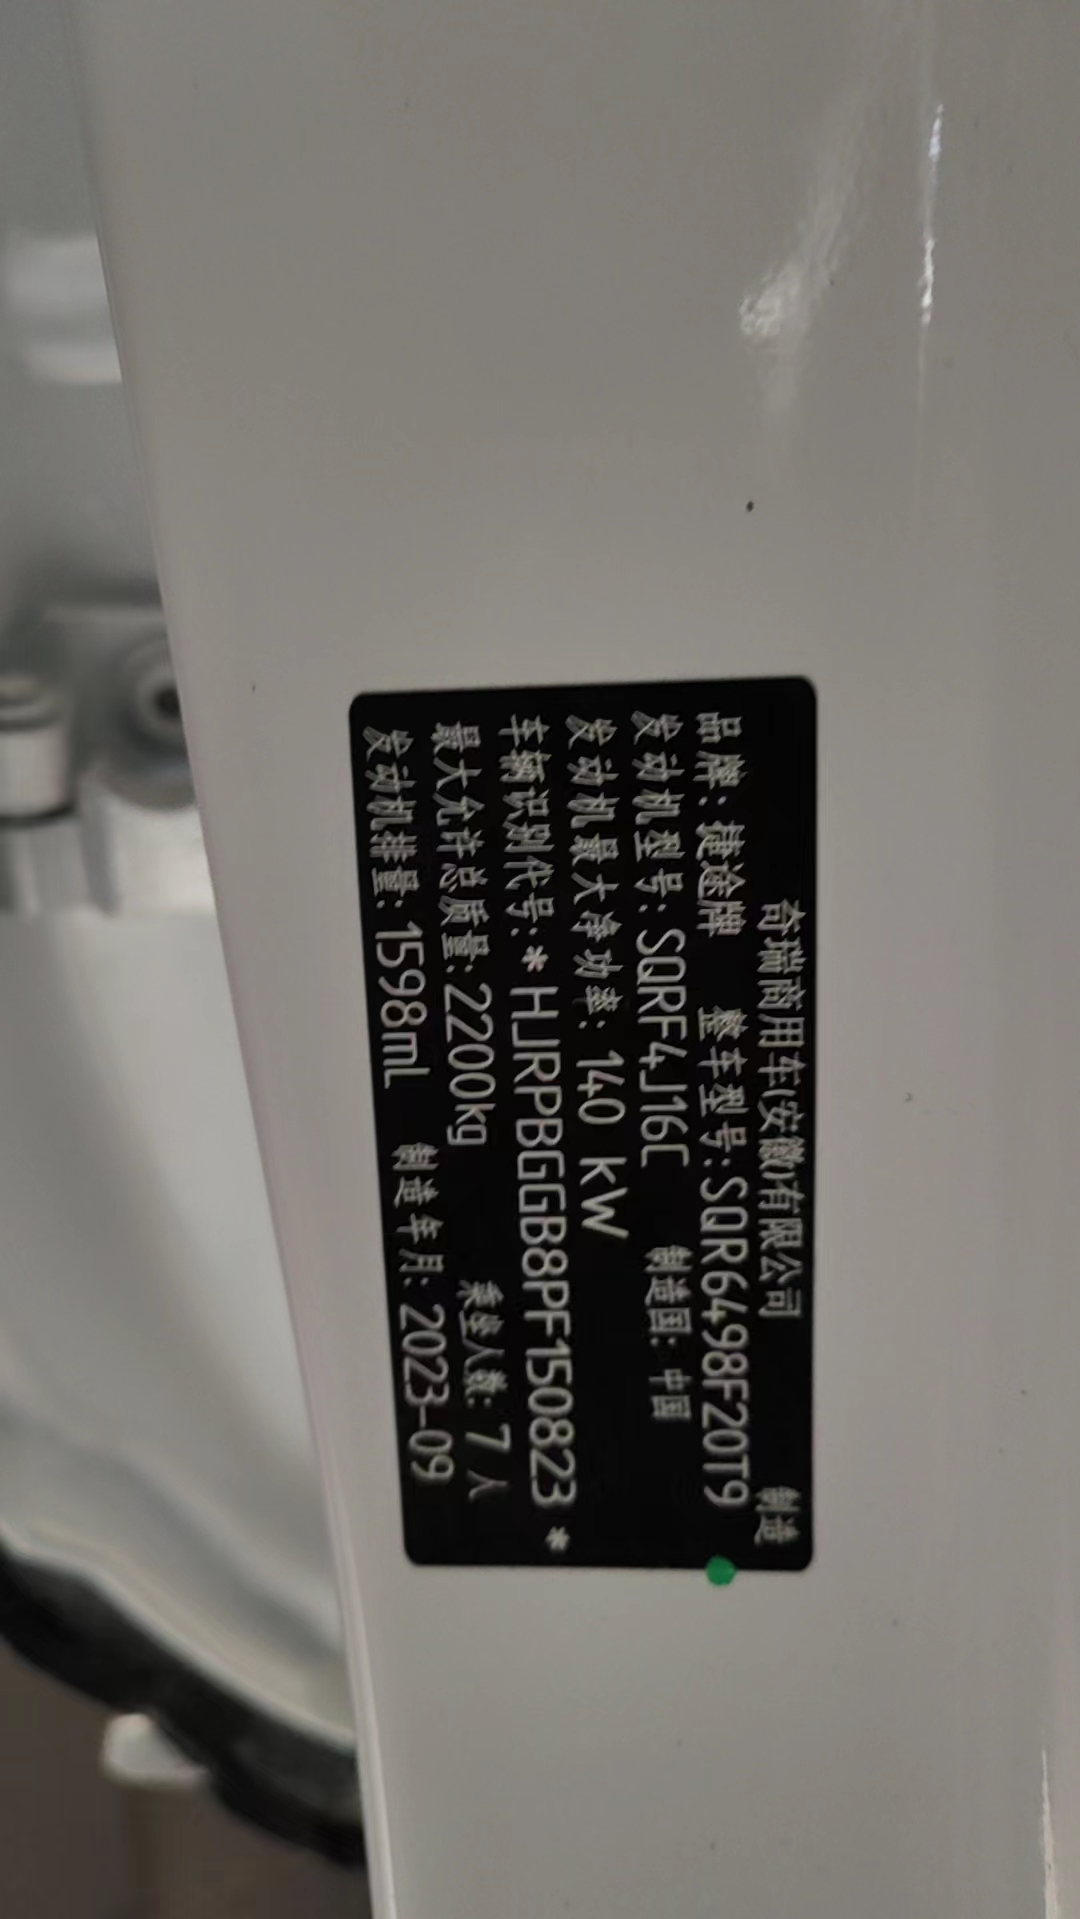 奇瑞商用车(安徽)有限公司 制造
品牌:捷途牌 整车型号:SQR6498F20T9
发动机型号:SQRF4J16C 制造国:中国
发动机最大净功率:140 kW
车辆识别代号:*HJRPBGGB8PF150823*
最大允许总质量:2200kg 乘坐人数:7人
发动机排量:1598mL 制造年月:2023-09